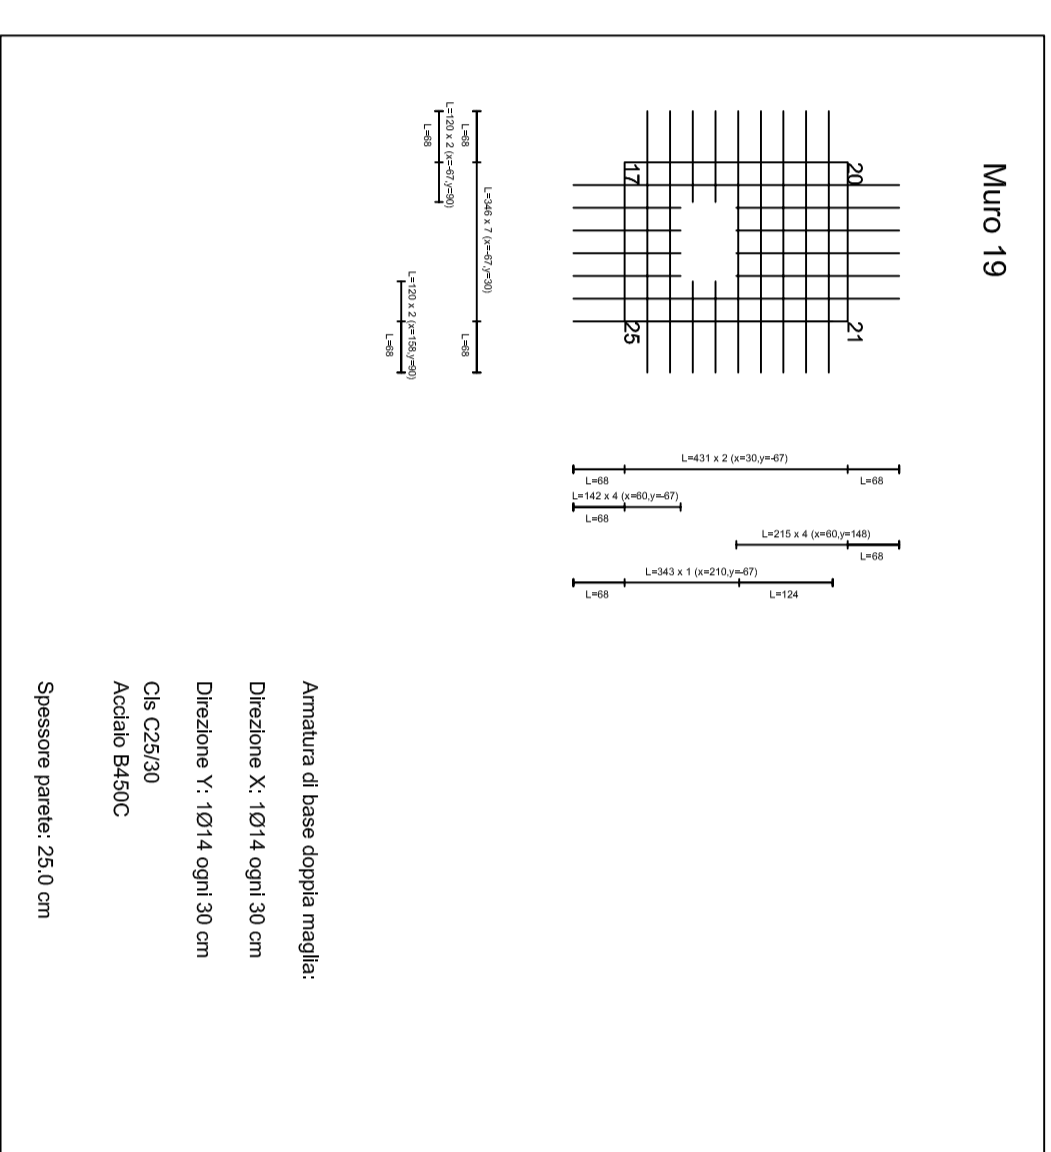 Muro 19
20
21
17
25
L=68
L=346 x 7 (x=-67,y=30)
L=68
L=120 x 2 (x=-67,y=90)
L=68
L=120 x 2 (x=158,y=90)
L=68
L=431 x 2 (x=30,y=-67)
L=68
L=68
L=142 x 4 (x=60,y=-67)
L=68
L=215 x 4 (x=60,y=148)
L=68
L=343 x 1 (x=210,y=-67)
L=68
L=124
Armatura di base doppia maglia:
Direzione X: 1Ø14 ogni 30 cm
Direzione Y: 1Ø14 ogni 30 cm
Cls C25/30
Acciaio B450C
Spessore parete: 25.0 cm